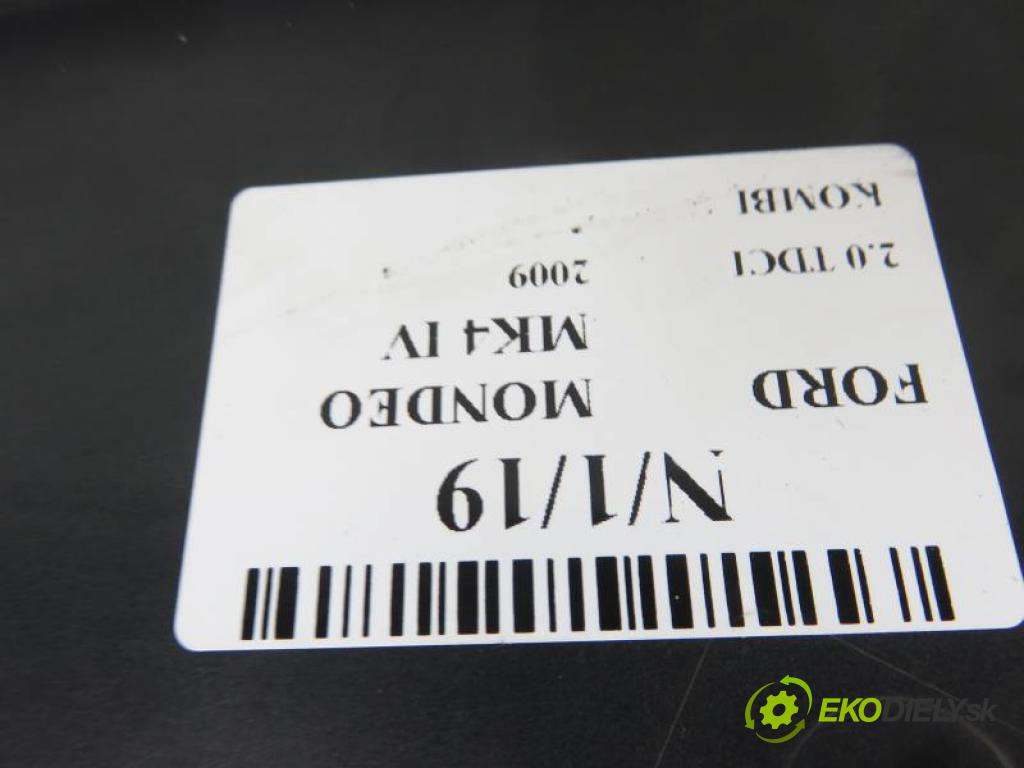 N/1/19
FORD MONDEO
MK4 IV
2.0 TDCI 2009
KOMBI
EKODIELY.sk